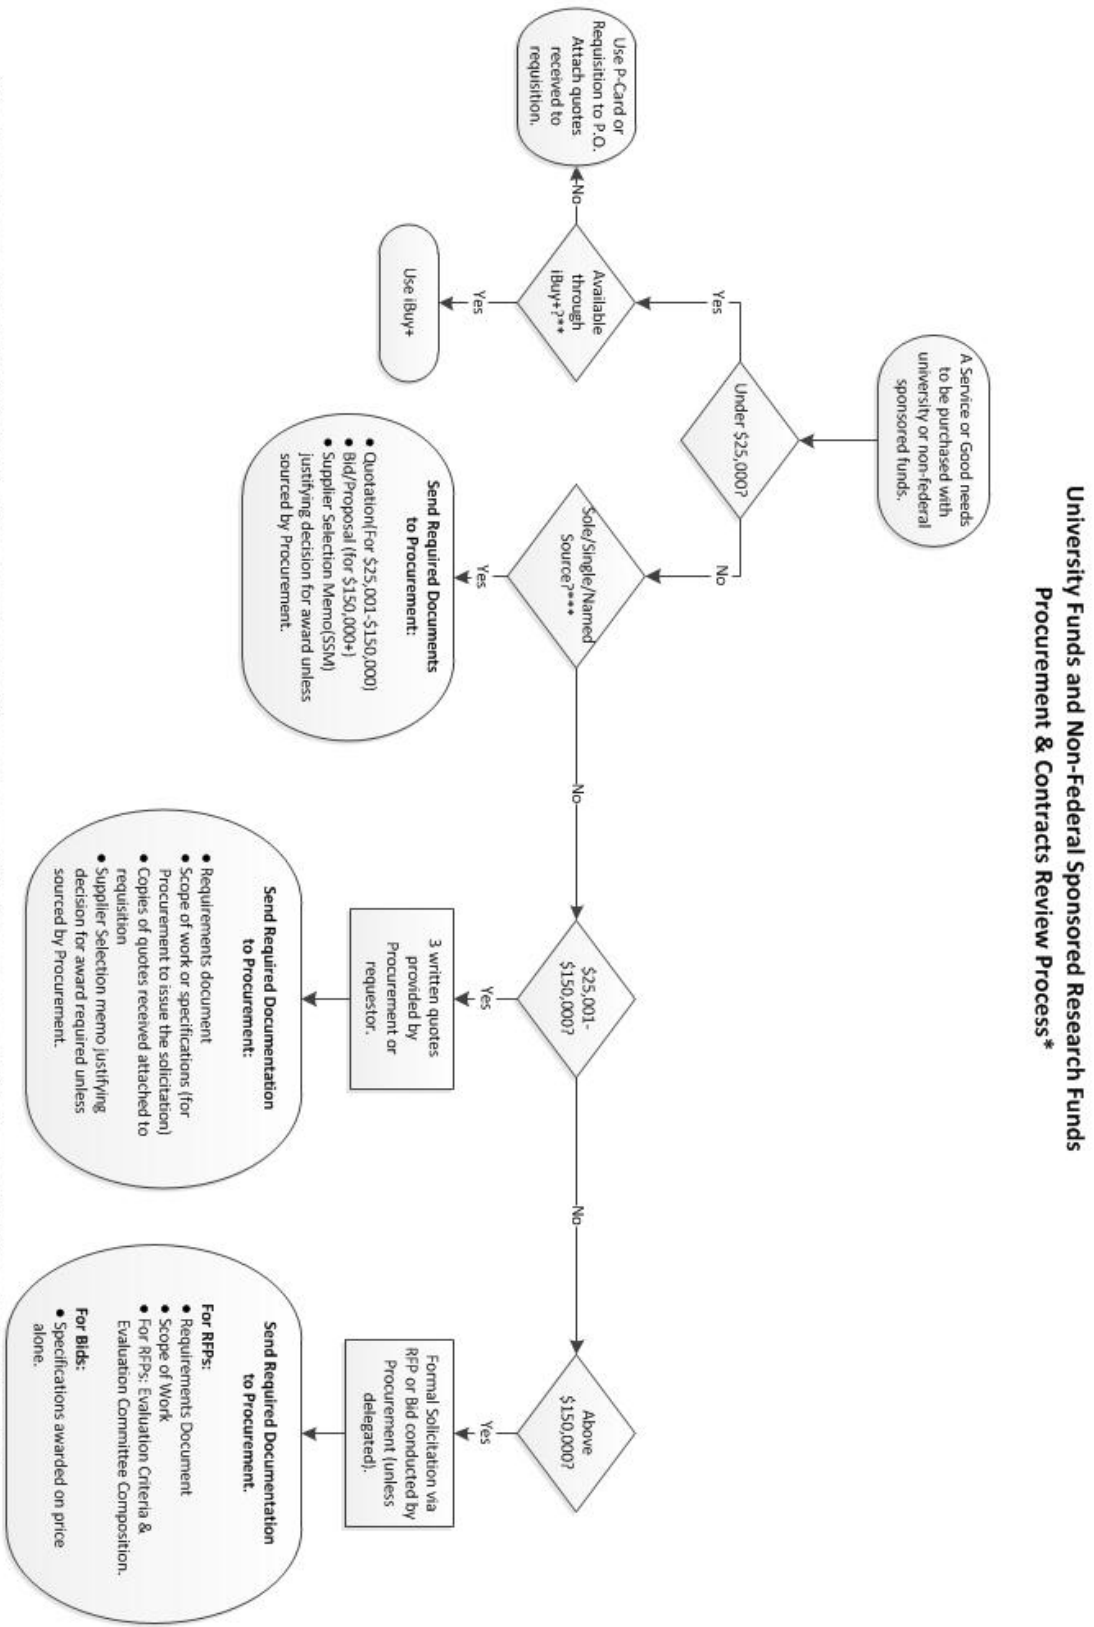 University Funds and Non-Federal Sponsored Research Funds
Procurement & Contracts Review Process*
A Service or Good needs
to be purchased with
university or non-federal
sponsored funds.
Under $25,000?
Yes
No
Available
through
iBuy+?**
No
Use P-Card or
Requisition to P.O.
Attach quotes
received to
requisition.
Yes
Use iBuy+
Sole/Single/Named
Source?***
Yes
Send Required Documents
to Procurement:
● Quotation(For $25,001-$150,000)
● Bid/Proposal (for $150,000+)
● Supplier Selection Memo(SSM)
justifying decision for award unless
sourced by Procurement.
No
$25,001-
$150,000?
Yes
3 written quotes
provided by
Procurement or
requestor.
Send Required Documentation
to Procurement:
● Requirements document
● Scope of work or specifications (for
Procurement to issue the solicitation)
● Copies of quotes received attached to
requisition
● Supplier Selection memo justifying
decision for award required unless
sourced by Procurement.
No
Above
$150,000?
Yes
Formal Solicitation via
RFP or Bid conducted by
Procurement (unless
delegated).
Send Required Documentation
to Procurement.
For RFPs:
● Requirements Document
● Scope of Work
● For RFPs: Evaluation Criteria &
Evaluation Committee Composition.
For Bids:
● Specifications awarded on price
alone.